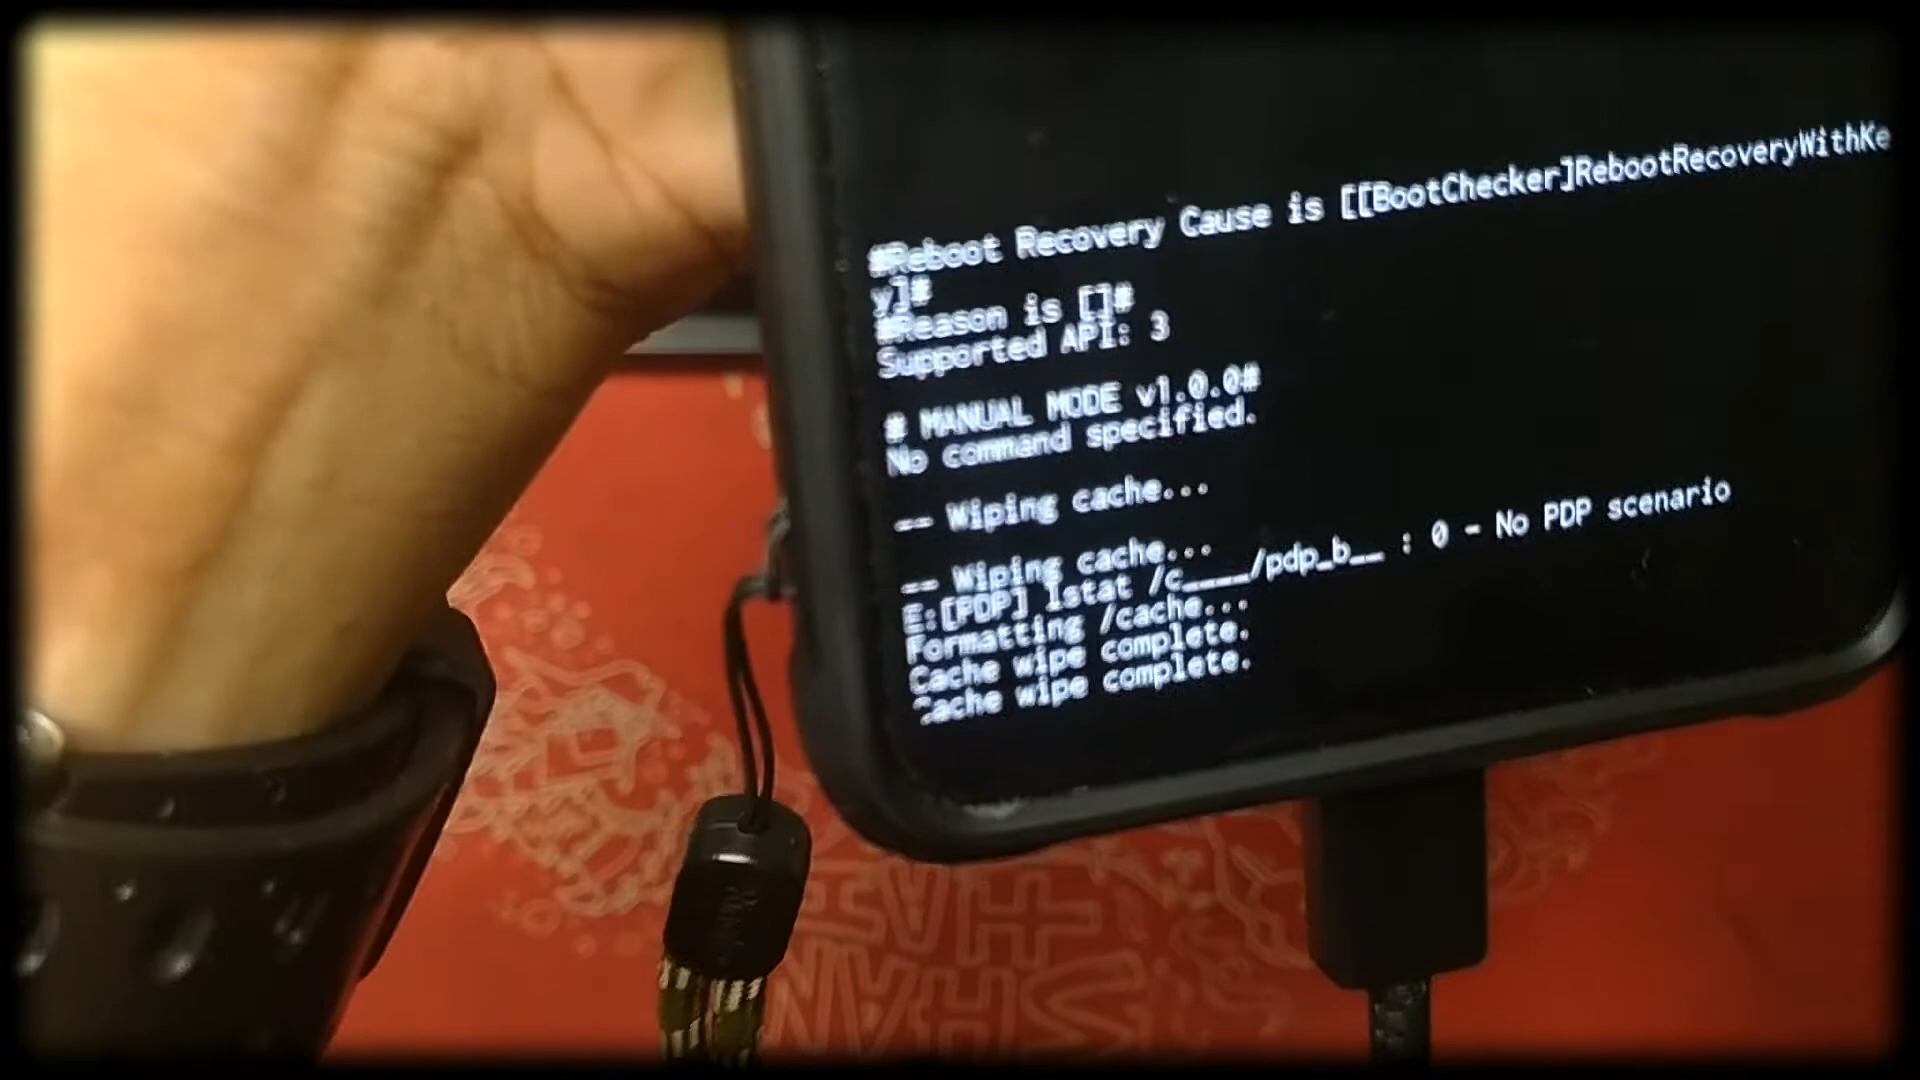 #Reboot Recovery Cause is [[BootChecker]RebootRecoveryWithKe
y]#
#Reason is []#
Supported API: 3
# MANUAL MODE v1.0.0#
No command specified.
-- Wiping cache...
-- Wiping cache...
E:[PDP] lstat /c____/pdp_b__ : 0 - No PDP scenario
Formatting /cache...
Cache wipe complete.
Cache wipe complete.